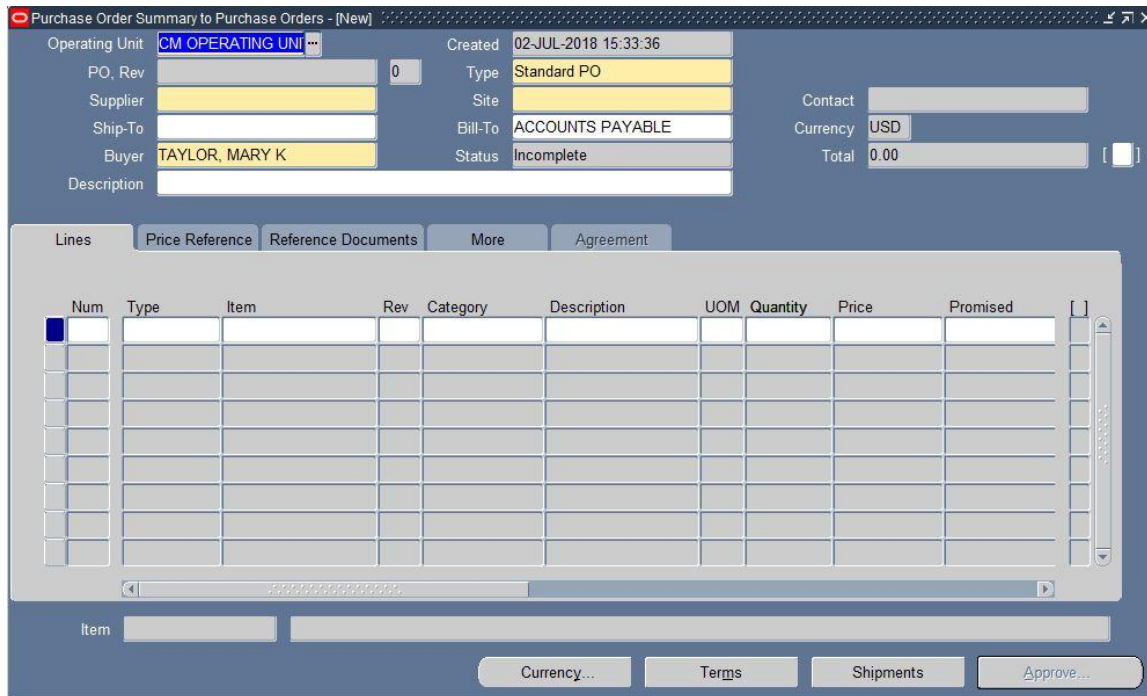 Purchase Order Summary to Purchase Orders - [New]
Operating Unit CM OPERATING UNI ... Created 02-JUL-2018 15:33:36
PO, Rev 0 Type Standard PO
Supplier Site Contact
Ship-To Bill-To ACCOUNTS PAYABLE Currency USD
Buyer TAYLOR, MARY K Status Incomplete Total 0.00 [ ]
Description
Lines Price Reference Reference Documents More Agreement
Num Type Item Rev Category Description UOM Quantity Price Promised [ ]
Item
Currency... Terms Shipments Approve...